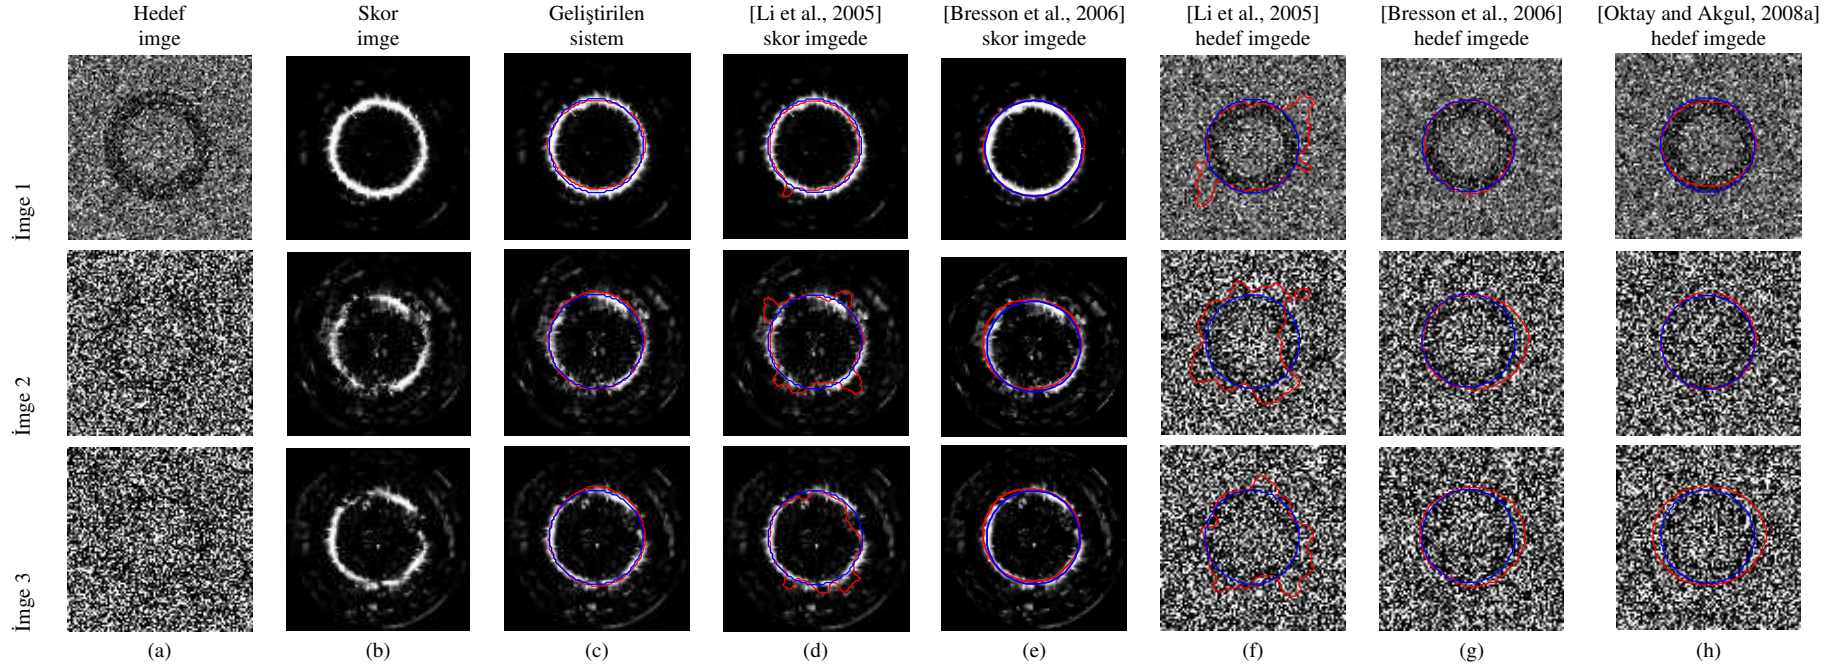 Hedef
imge
Skor
imge
Geliştirilen
sistem
[Li et al., 2005]
skor imgede
[Bresson et al., 2006]
skor imgede
[Li et al., 2005]
hedef imgede
[Bresson et al., 2006]
hedef imgede
[Oktay and Akgul, 2008a]
hedef imgede
İmge 1
İmge 2
İmge 3
(a)
(b)
(c)
(d)
(e)
(f)
(g)
(h)